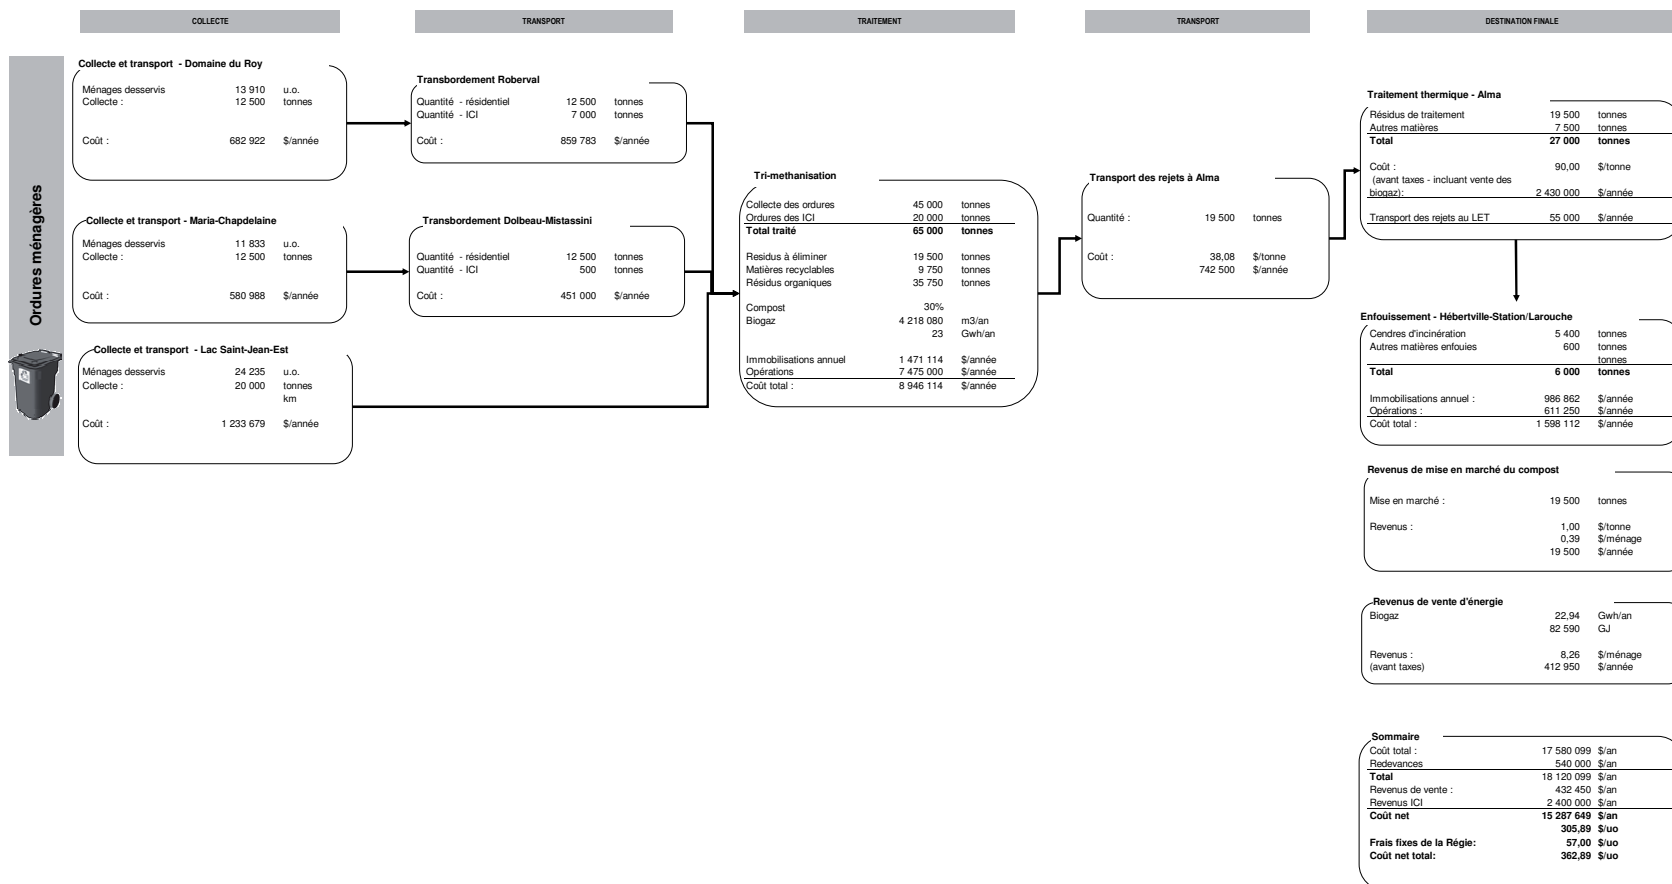 COLLECTE
TRANSPORT
TRAITEMENT
TRANSPORT
DESTINATION FINALE
Ordures ménagères
Collecte et transport - Domaine du Roy
Ménages desservis 13 910 u.o.
Collecte : 12 500 tonnes
Coût : 682 922 $/année
Collecte et transport - Maria-Chapdelaine
Ménages desservis 11 833 u.o.
Collecte : 12 500 tonnes
Coût : 580 988 $/année
Collecte et transport - Lac Saint-Jean-Est
Ménages desservis 24 235 u.o.
Collecte : 20 000 tonnes
km
Coût : 1 233 679 $/année
Transbordement Roberval
Quantité - résidentiel 12 500 tonnes
Quantité - ICI 7 000 tonnes
Coût : 859 783 $/année
Transbordement Dolbeau-Mistassini
Quantité - résidentiel 12 500 tonnes
Quantité - ICI 500 tonnes
Coût : 451 000 $/année
Tri-methanisation
Collecte des ordures 45 000 tonnes
Ordures des ICI 20 000 tonnes
Total traité 65 000 tonnes
Residus à éliminer 19 500 tonnes
Matières recyclables 9 750 tonnes
Résidus organiques 35 750 tonnes
Compost 30%
Biogaz 4 218 080 m3/an
23 Gwh/an
Immobilisations annuel 1 471 114 $/année
Opérations 7 475 000 $/année
Coût total : 8 946 114 $/année
Transport des rejets à Alma
Quantité : 19 500 tonnes
Coût : 38,08 $/tonne
742 500 $/année
Traitement thermique - Alma
Résidus de traitement 19 500 tonnes
Autres matières 7 500 tonnes
Total 27 000 tonnes
Coût : 90,00 $/tonne
(avant taxes - incluant vente des
biogaz): 2 430 000 $/année
Transport des rejets au LET 55 000 $/année
Enfouissement - Hébertville-Station/Larouche
Cendres d'incinération 5 400 tonnes
Autres matières enfouies 600 tonnes
tonnes
Total 6 000 tonnes
Immobilisations annuel : 986 862 $/année
Opérations : 611 250 $/année
Coût total : 1 598 112 $/année
Revenus de mise en marché du compost
Mise en marché : 19 500 tonnes
Revenus : 1,00 $/tonne
0,39 $/ménage
19 500 $/année
Revenus de vente d'énergie
Biogaz 22,94 Gwh/an
82 590 GJ
Revenus : 8,26 $/ménage
(avant taxes) 412 950 $/année
Sommaire
Coût total : 17 580 099 $/an
Redevances 540 000 $/an
Total 18 120 099 $/an
Revenus de vente : 432 450 $/an
Revenus ICI 2 400 000 $/an
Coût net 15 287 649 $/an
305,89 $/uo
Frais fixes de la Régie: 57,00 $/uo
Coût net total: 362,89 $/uo